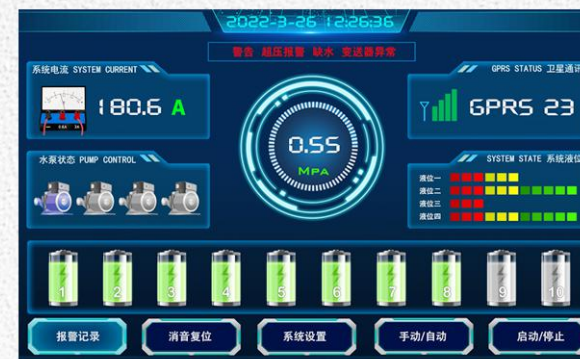 2022-3-26 12:26:36
警告 超压报警 缺水 变送器异常
系统电流 SYSTEM CURRENT
180.6 A
GPRS STATUS 卫星通讯
GPRS 23
0.55
MPA
水泵状态 PUMP CONTROL
SYSTEM STATE 系统液位
液位一
液位二
液位三
液位四
1 2 3 4 5 6 7 8 9 10
报警记录 消音复位 系统设置 手动/自动 启动/停止